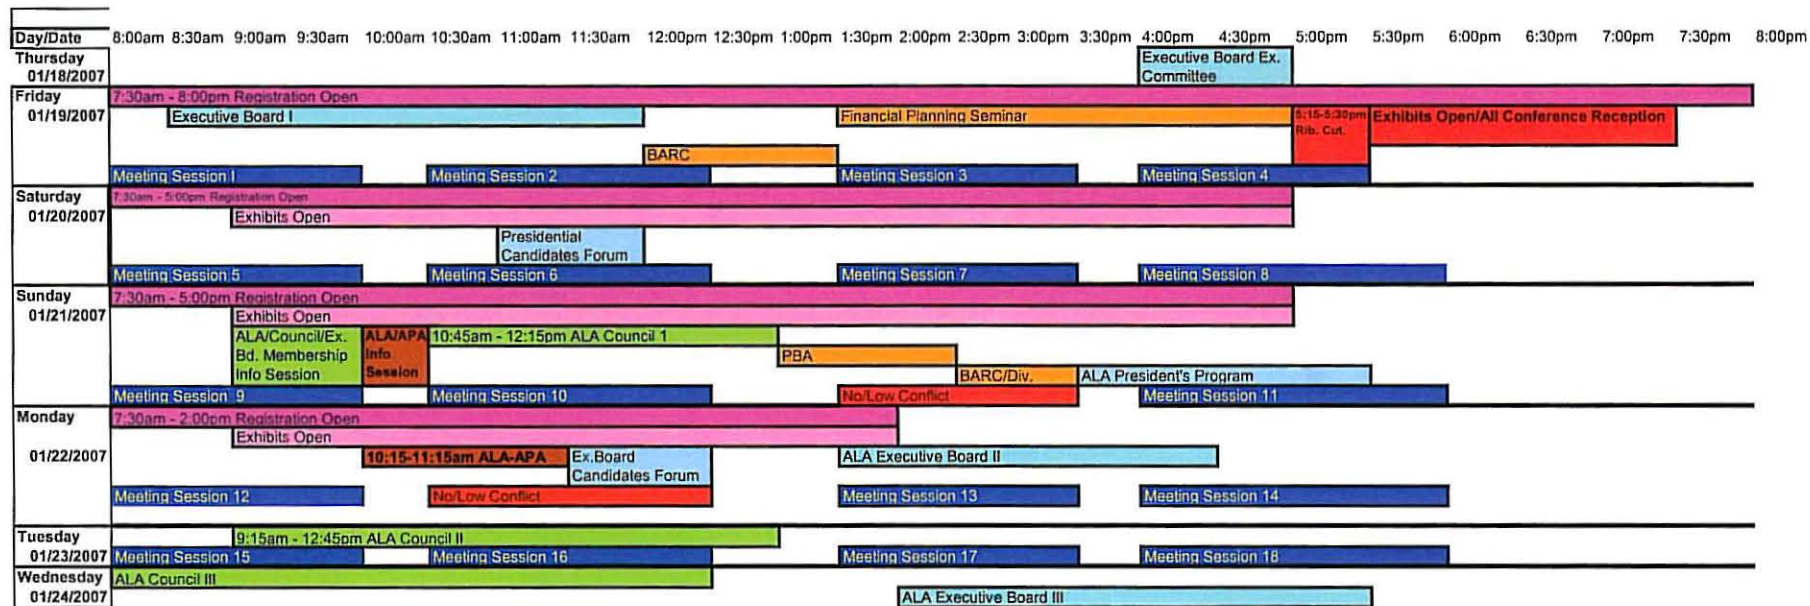 Day/Date 8:00am 8:30am 9:00am 9:30am 10:00am 10:30am 11:00am 11:30am 12:00pm 12:30pm 1:00pm 1:30pm 2:00pm 2:30pm 3:00pm 3:30pm 4:00pm 4:30pm 5:00pm 5:30pm 6:00pm 6:30pm 7:00pm 7:30pm 8:00pm
Thursday
01/18/2007
Executive Board Ex.
Committee
Friday
01/19/2007
7:30am - 8:00pm Registration Open
Executive Board I
Financial Planning Seminar
5:15-5:30pm
Rib. Cut.
Exhibits Open/All Conference Reception
BARC
Meeting Session I
Meeting Session 2
Meeting Session 3
Meeting Session 4
Saturday
01/20/2007
7:30am - 5:00pm Registration Open
Exhibits Open
Presidential
Candidates Forum
Meeting Session 5
Meeting Session 6
Meeting Session 7
Meeting Session 8
Sunday
01/21/2007
7:30am - 5:00pm Registration Open
Exhibits Open
ALA/Council/Ex.
Bd. Membership
Info Session
ALA/APA
Info
Session
10:45am - 12:15pm ALA Council 1
PBA
BARC/Div.
ALA President's Program
Meeting Session 9
Meeting Session 10
No/Low Conflict
Meeting Session 11
Monday
01/22/2007
7:30am - 2:00pm Registration Open
Exhibits Open
10:15-11:15am ALA-APA
Ex.Board
Candidates Forum
ALA Executive Board II
Meeting Session 12
No/Low Conflict
Meeting Session 13
Meeting Session 14
Tuesday
01/23/2007
9:15am - 12:45pm ALA Council II
Meeting Session 15
Meeting Session 16
Meeting Session 17
Meeting Session 18
Wednesday
01/24/2007
ALA Council III
ALA Executive Board III